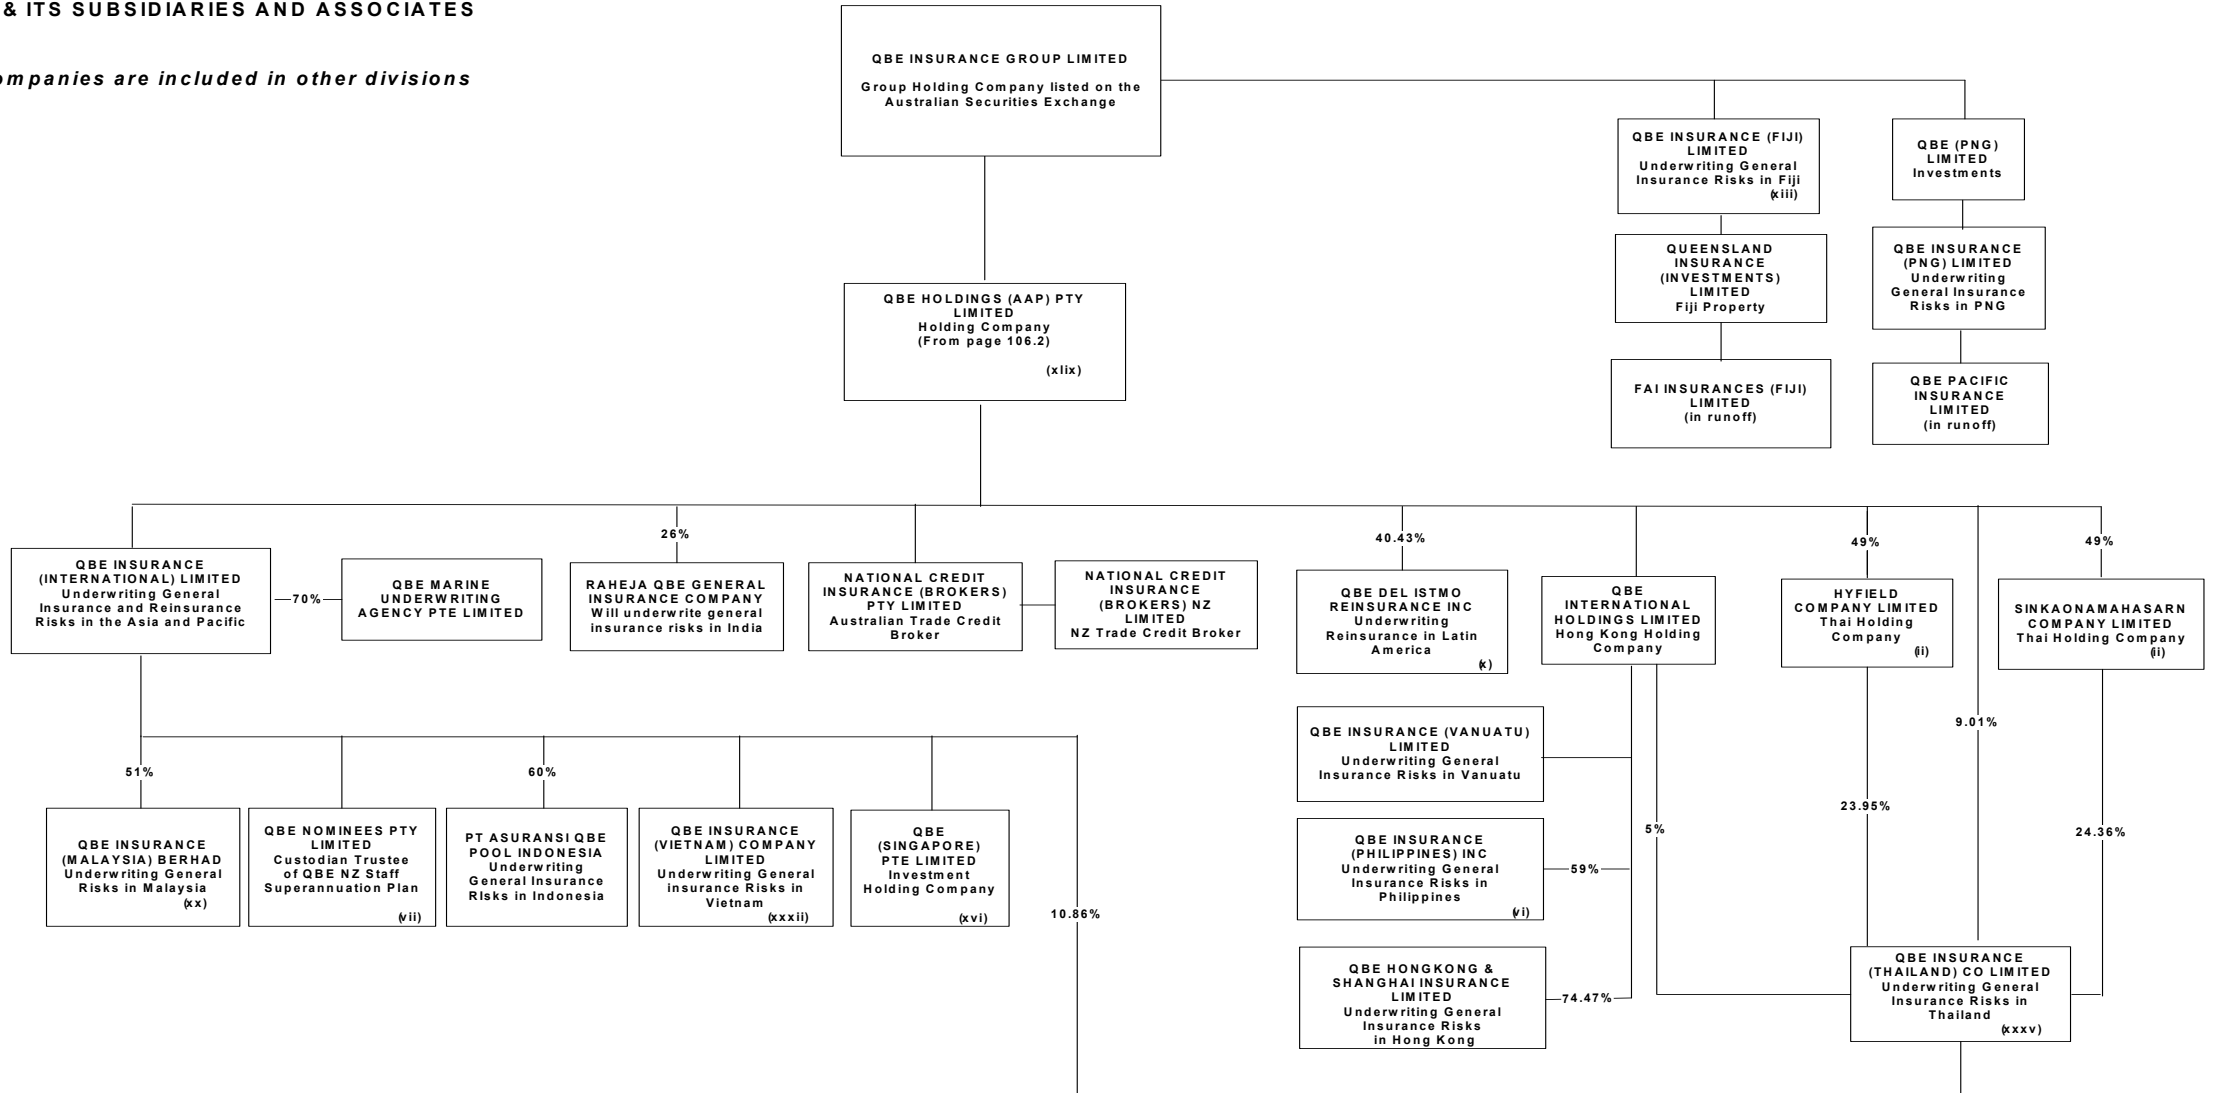 & ITS SUBSIDIARIES AND ASSOCIATES
ompanies are included in other divisions
QBE INSURANCE GROUP LIMITED
Group Holding Company listed on the
Australian Securities Exchange
QBE INSURANCE (FIJI)
LIMITED
Underwriting General
Insurance Risks in Fiji
(xiii)
QBE (PNG)
LIMITED
Investments
QUEENSLAND
INSURANCE
(INVESTMENTS)
LIMITED
Fiji Property
QBE INSURANCE
(PNG) LIMITED
Underwriting
General Insurance
Risks in PNG
QBE HOLDINGS (AAP) PTY
LIMITED
Holding Company
(From page 106.2)
(xlix)
FAI INSURANCES (FIJI)
LIMITED
(in runoff)
QBE PACIFIC
INSURANCE
LIMITED
(in runoff)
26%
40.43%
49%
49%
QBE INSURANCE
(INTERNATIONAL) LIMITED
Underwriting General
Insurance and Reinsurance
Risks in the Asia and Pacific
70%
QBE MARINE
UNDERWRITING
AGENCY PTE LIMITED
RAHEJA QBE GENERAL
INSURANCE COMPANY
Will underwrite general
insurance risks in India
NATIONAL CREDIT
INSURANCE (BROKERS)
PTY LIMITED
Australian Trade Credit
Broker
NATIONAL CREDIT
INSURANCE
(BROKERS) NZ
LIMITED
NZ Trade Credit Broker
QBE DEL ISTMO
REINSURANCE INC
Underwriting
Reinsurance in Latin
America
(x)
QBE
INTERNATIONAL
HOLDINGS LIMITED
Hong Kong Holding
Company
HYFIELD
COMPANY LIMITED
Thai Holding
Company
(ii)
SINKAONAMAHASARN
COMPANY LIMITED
Thai Holding Company
(ii)
9.01%
QBE INSURANCE (VANUATU)
LIMITED
Underwriting General
Insurance Risks in Vanuatu
51%
60%
23.95%
5%
24.36%
QBE INSURANCE
(MALAYSIA) BERHAD
Underwriting General
Risks in Malaysia
(xx)
QBE NOMINEES PTY
LIMITED
Custodian Trustee
of QBE NZ Staff
Superannuation Plan
(vii)
PT ASURANSI QBE
POOL INDONESIA
Underwriting
General Insurance
RIsks in Indonesia
QBE INSURANCE
(VIETNAM) COMPANY
LIMITED
Underwriting General
insurance Risks in
Vietnam
(xxxii)
QBE
(SINGAPORE)
PTE LIMITED
Investment
Holding Company
(xvi)
10.86%
QBE INSURANCE
(PHILIPPINES) INC
Underwriting General
Insurance Risks in
Philippines
(vi)
59%
QBE HONGKONG &
SHANGHAI INSURANCE
LIMITED
Underwriting General
Insurance Risks
in Hong Kong
74.47%
QBE INSURANCE
(THAILAND) CO LIMITED
Underwriting General
Insurance Risks in
Thailand
(xxxv)